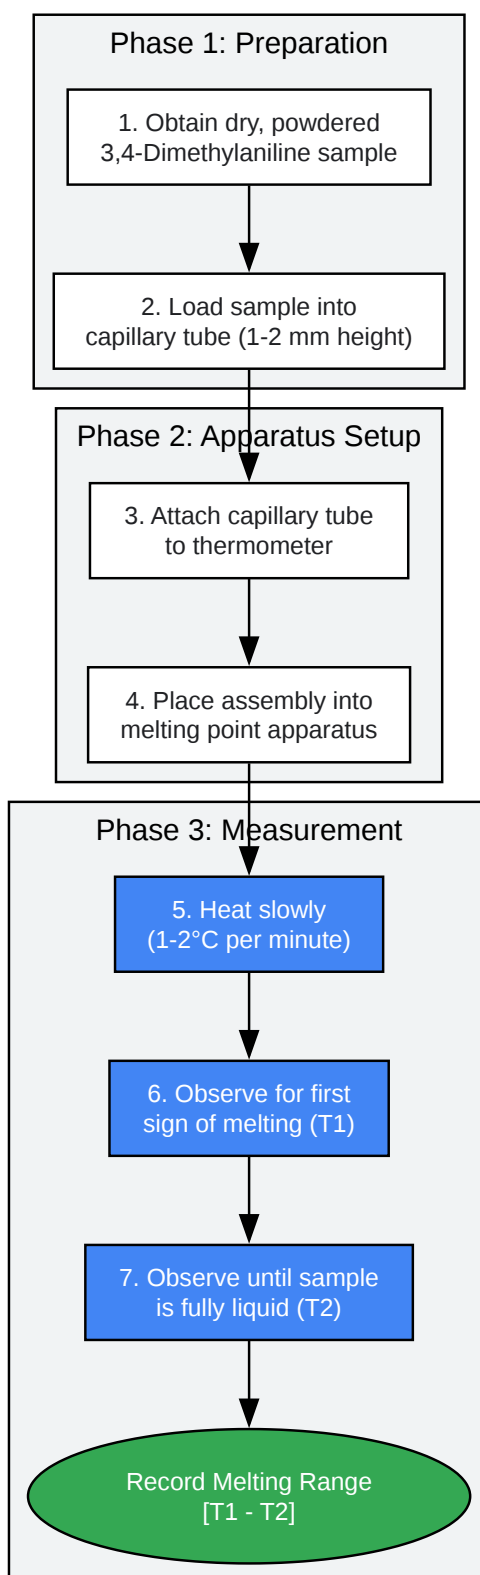 Phase 1: Preparation
1. Obtain dry, powdered
3,4-Dimethylaniline sample
2. Load sample into
capillary tube (1-2 mm height)
Phase 2: Apparatus Setup
3. Attach capillary tube
to thermometer
4. Place assembly into
melting point apparatus
Phase 3: Measurement
5. Heat slowly
(1-2°C per minute)
6. Observe for first
sign of melting (T1)
7. Observe until sample
is fully liquid (T2)
Record Melting Range
[T1 - T2]